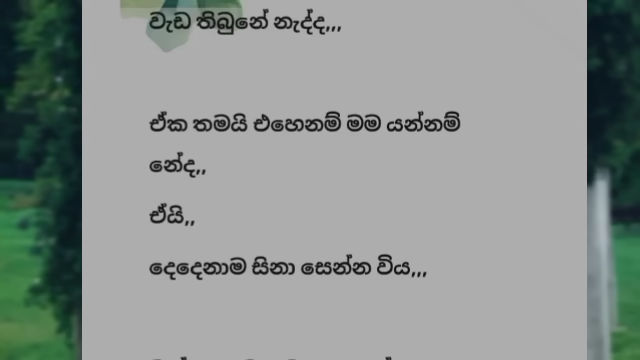 වැඩ තිබුනේ නැද්ද,,,
ඒක තමයි එහෙනම් මම යන්නම්
නේද,,
ඒයි,,
දෙදෙනාම සිනා සෙන්න විය,,,